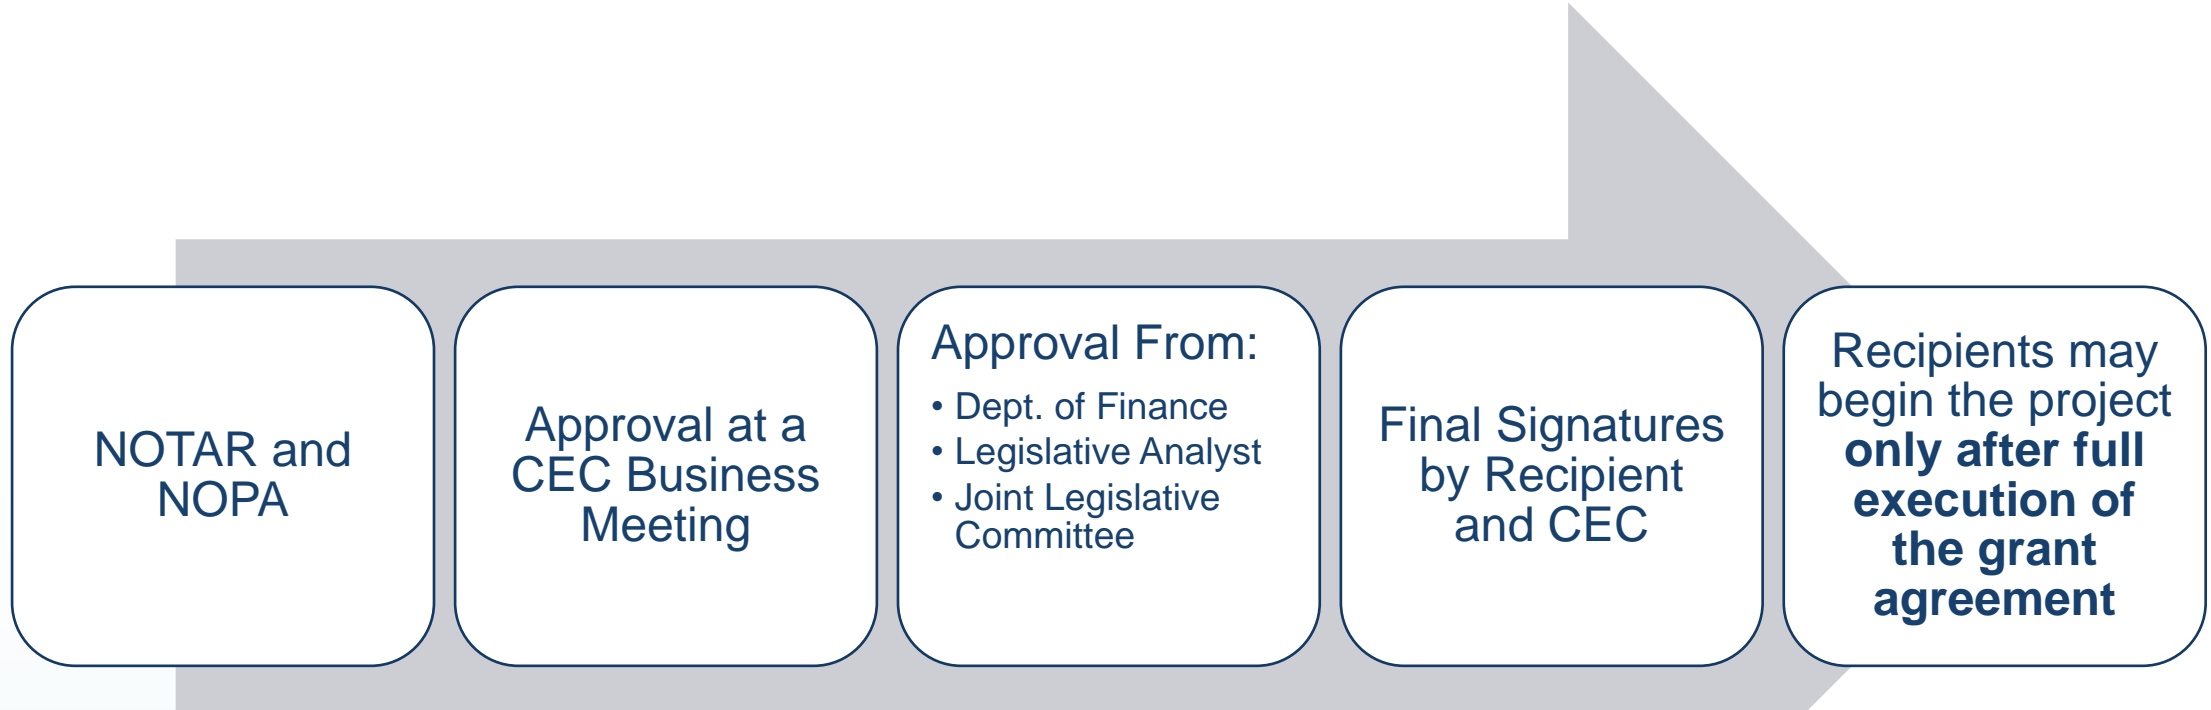 NOTAR and
NOPA
Approval at a
CEC Business
Meeting
Approval From:
• Dept. of Finance
• Legislative Analyst
• Joint Legislative
Committee
Final Signatures
by Recipient
and CEC
Recipients may
begin the project
only after full
execution of
the grant
agreement